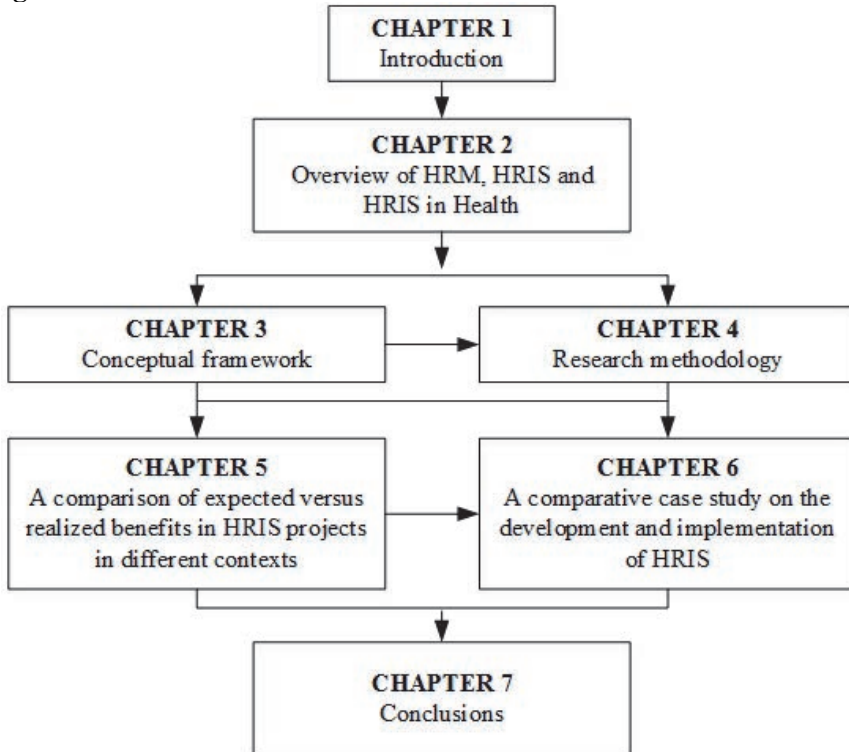 CHAPTER 1
Introduction
CHAPTER 2
Overview of HRM, HRIS and
HRIS in Health
CHAPTER 3
Conceptual framework
CHAPTER 4
Research methodology
CHAPTER 5
A comparison of expected versus
realized benefits in HRIS projects
in different contexts
CHAPTER 6
A comparative case study on the
development and implementation
of HRIS
CHAPTER 7
Conclusions